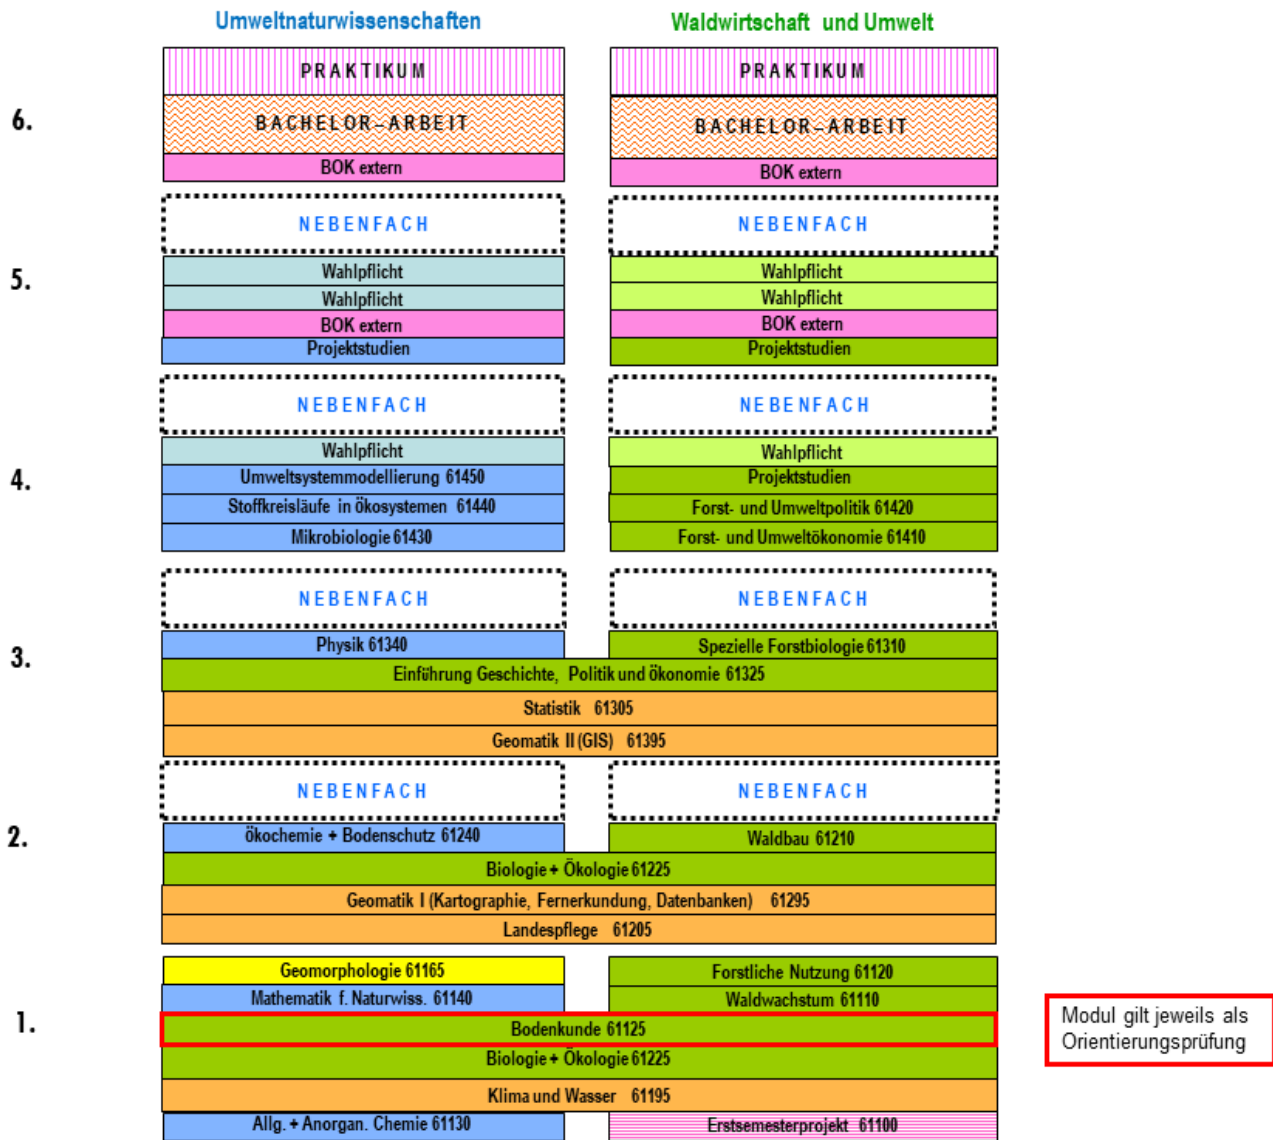 Umweltnaturwissenschaften
Waldwirtschaft und Umwelt
6.
PRAKTIKUM
PRAKTIKUM
BACHELOR–ARBEIT
BACHELOR–ARBEIT
BOK extern
BOK extern
NEBENFACH
NEBENFACH
5.
Wahlpflicht
Wahlpflicht
Wahlpflicht
Wahlpflicht
BOK extern
BOK extern
Projektstudien
Projektstudien
NEBENFACH
NEBENFACH
4.
Wahlpflicht
Wahlpflicht
Umweltsystemmodellierung 61450
Projektstudien
Stoffkreisläufe in ökosystemen 61440
Forst- und Umweltpolitik 61420
Mikrobiologie 61430
Forst- und Umweltökonomie 61410
NEBENFACH
NEBENFACH
3.
Physik 61340
Spezielle Forstbiologie 61310
Einführung Geschichte, Politik und ökonomie 61325
Statistik 61305
Geomatik II (GIS) 61395
NEBENFACH
NEBENFACH
2.
ökochemie + Bodenschutz 61240
Waldbau 61210
Biologie + Ökologie 61225
Geomatik I (Kartographie, Fernerkundung, Datenbanken) 61295
Landespflege 61205
1.
Geomorphologie 61165
Forstliche Nutzung 61120
Mathematik f. Naturwiss. 61140
Waldwachstum 61110
Bodenkunde 61125
Biologie + Ökologie 61225
Klima und Wasser 61195
Allg. + Anorgan. Chemie 61130
Erstsemesterprojekt 61100
Modul gilt jeweils als
Orientierungsprüfung